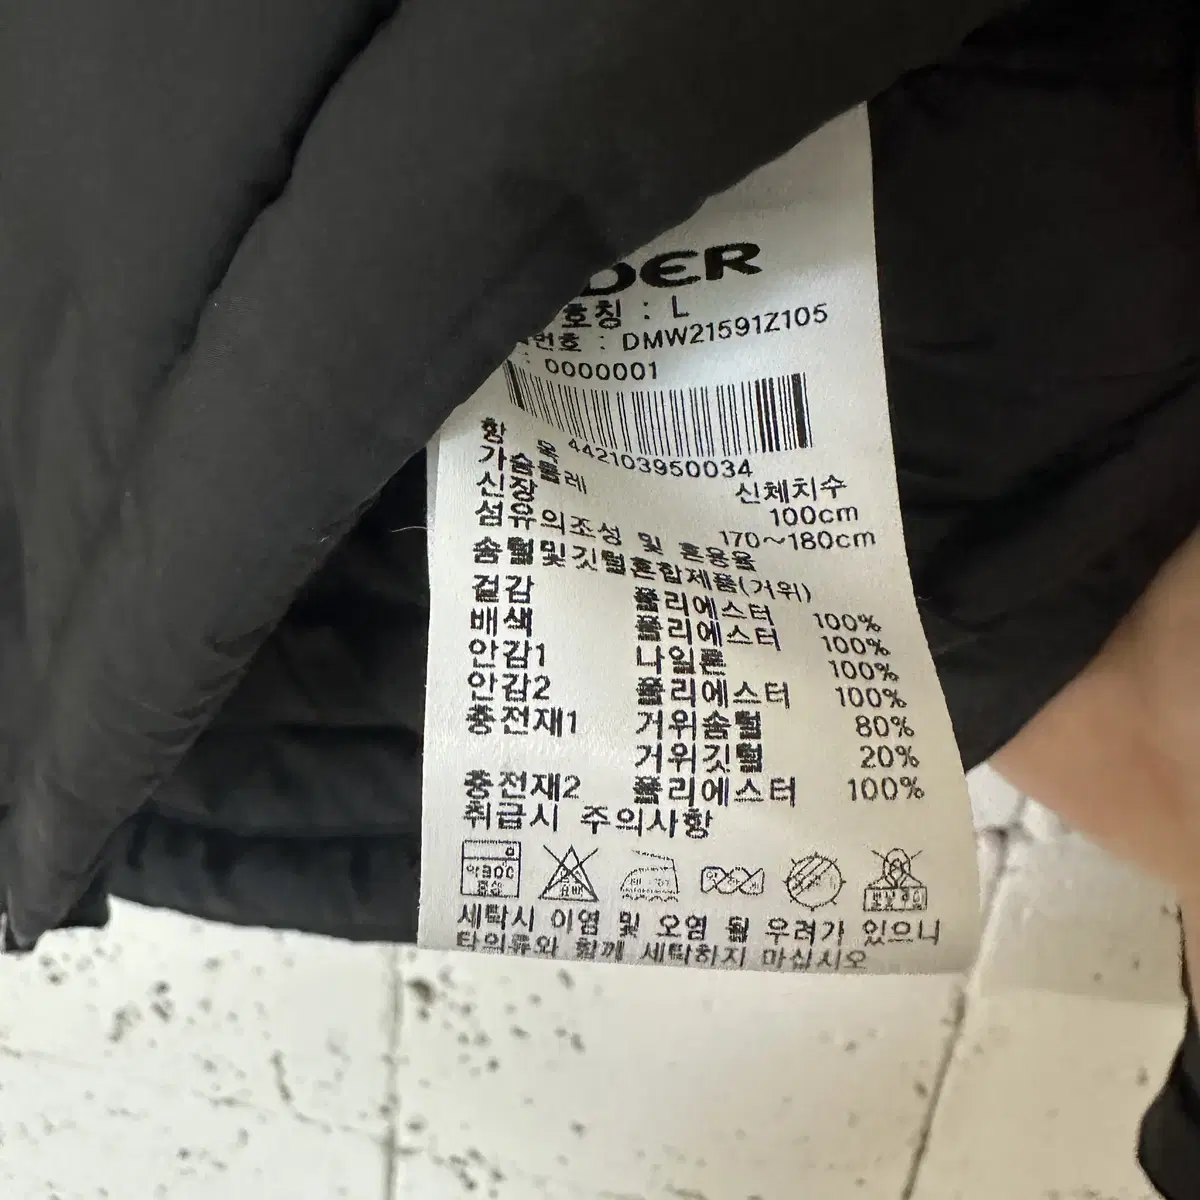 DER
호칭 : L
번호 : DMW21591Z105
: 0000001
442103950034
항 목 신체치수
가슴둘레 100cm
신장 170~180cm
섬유의조성 및 혼용율
솜털및깃털혼합제품(거위)
겉감 폴리에스터 100%
배색 폴리에스터 100%
안감1 나일론 100%
안감2 폴리에스터 100%
충전재1 거위솜털 80%
거위깃털 20%
충전재2 폴리에스터 100%
취급시 주의사항
세탁시 이염 및 오염 될 우려가 있으니
타의류와 함께 세탁하지 마십시오